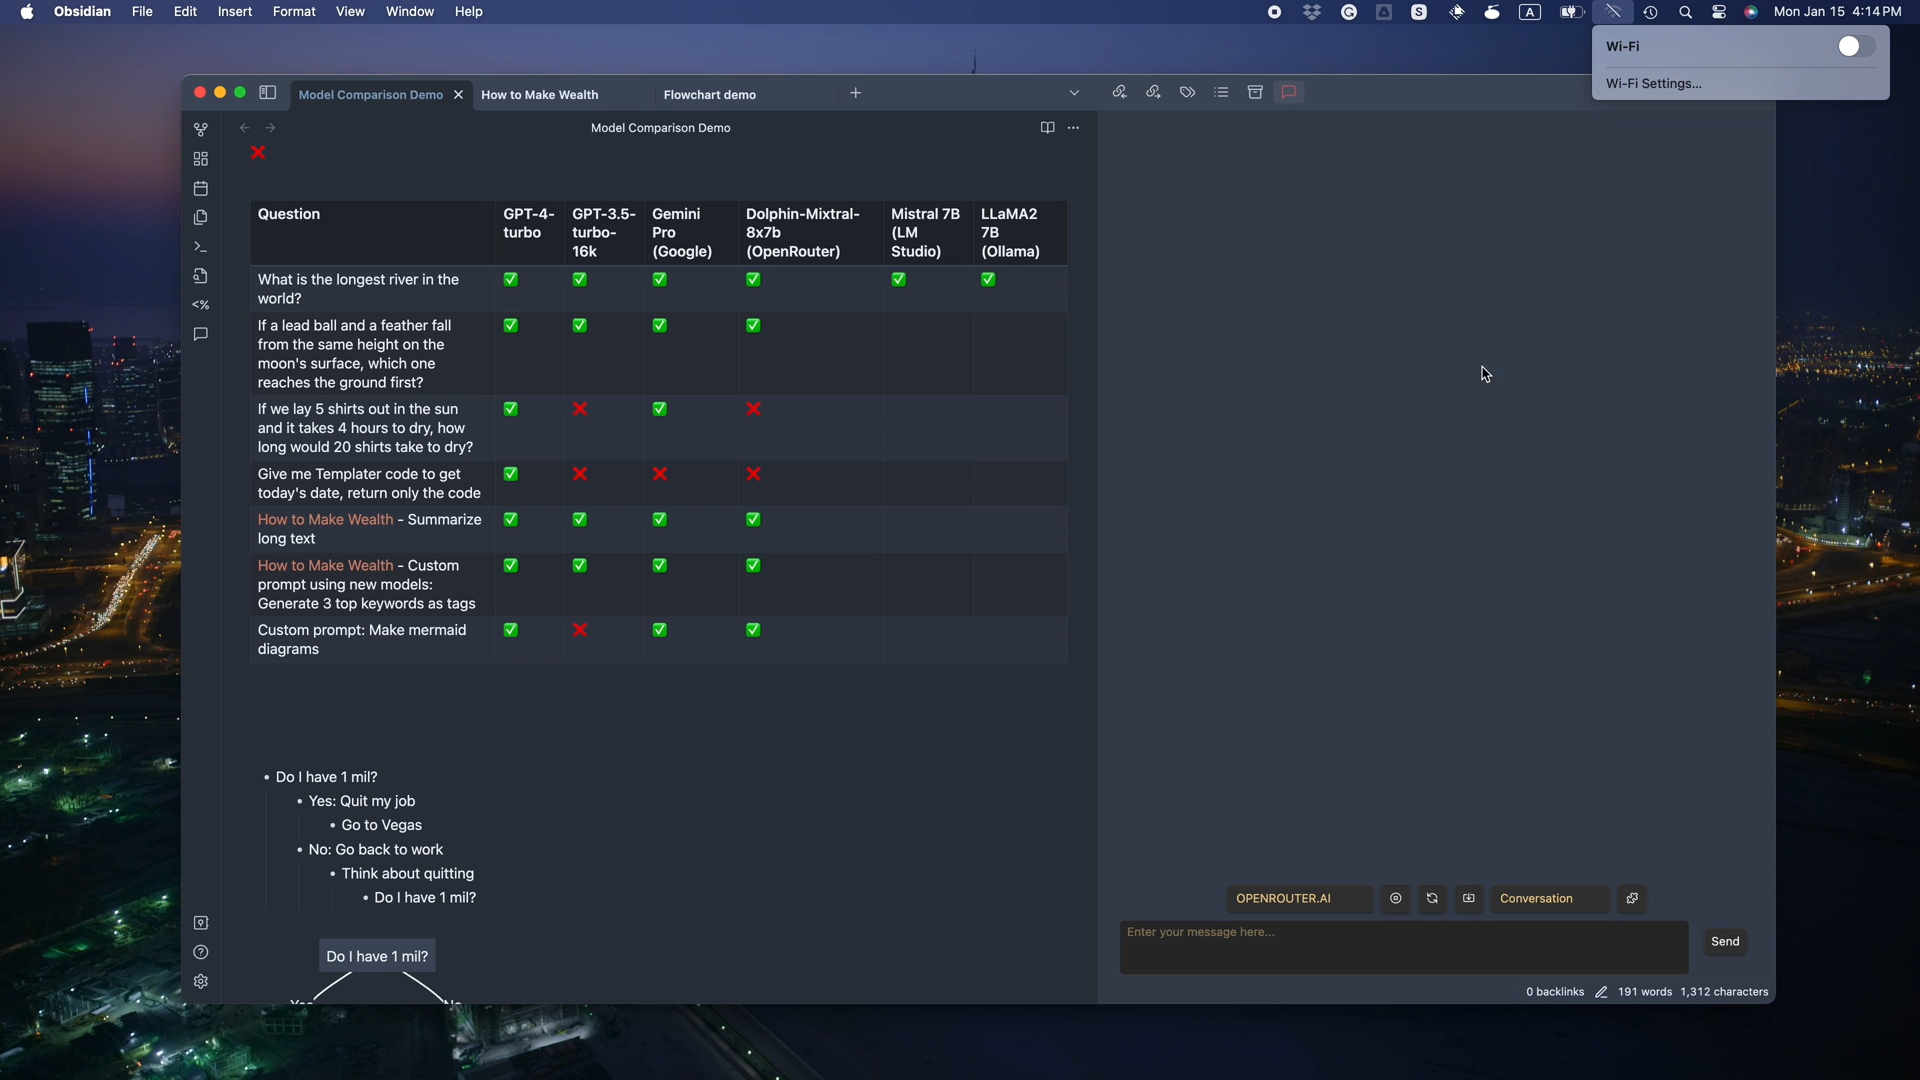 Obsidian File Edit Insert Format View Window Help
A
Mon Jan 15 4:14 PM
Wi-Fi
Wi-Fi Settings...
Model Comparison Demo
How to Make Wealth
Flowchart demo
Model Comparison Demo
❌
Question
GPT-4-
turbo
GPT-3.5-
turbo-
16k
Gemini
Pro
(Google)
Dolphin-Mixtral-
8x7b
(OpenRouter)
Mistral 7B
(LM
Studio)
LLaMA2
7B
(Ollama)
What is the longest river in the
world?
✅ ✅ ✅ ✅ ✅ ✅
If a lead ball and a feather fall
from the same height on the
moon's surface, which one
reaches the ground first?
✅ ✅ ✅ ✅
If we lay 5 shirts out in the sun
and it takes 4 hours to dry, how
long would 20 shirts take to dry?
✅ ❌ ✅ ❌
Give me Templater code to get
today's date, return only the code
✅ ❌ ❌ ❌
How to Make Wealth - Summarize
long text
✅ ✅ ✅ ✅
How to Make Wealth - Custom
prompt using new models:
Generate 3 top keywords as tags
✅ ✅ ✅ ✅
Custom prompt: Make mermaid
diagrams
✅ ❌ ✅ ✅
• Do I have 1 mil?
• Yes: Quit my job
• Go to Vegas
• No: Go back to work
• Think about quitting
• Do I have 1 mil?
Do I have 1 mil?
Yes
No
OPENROUTER.AI
Conversation
Enter your message here...
Send
0 backlinks 191 words 1,312 characters